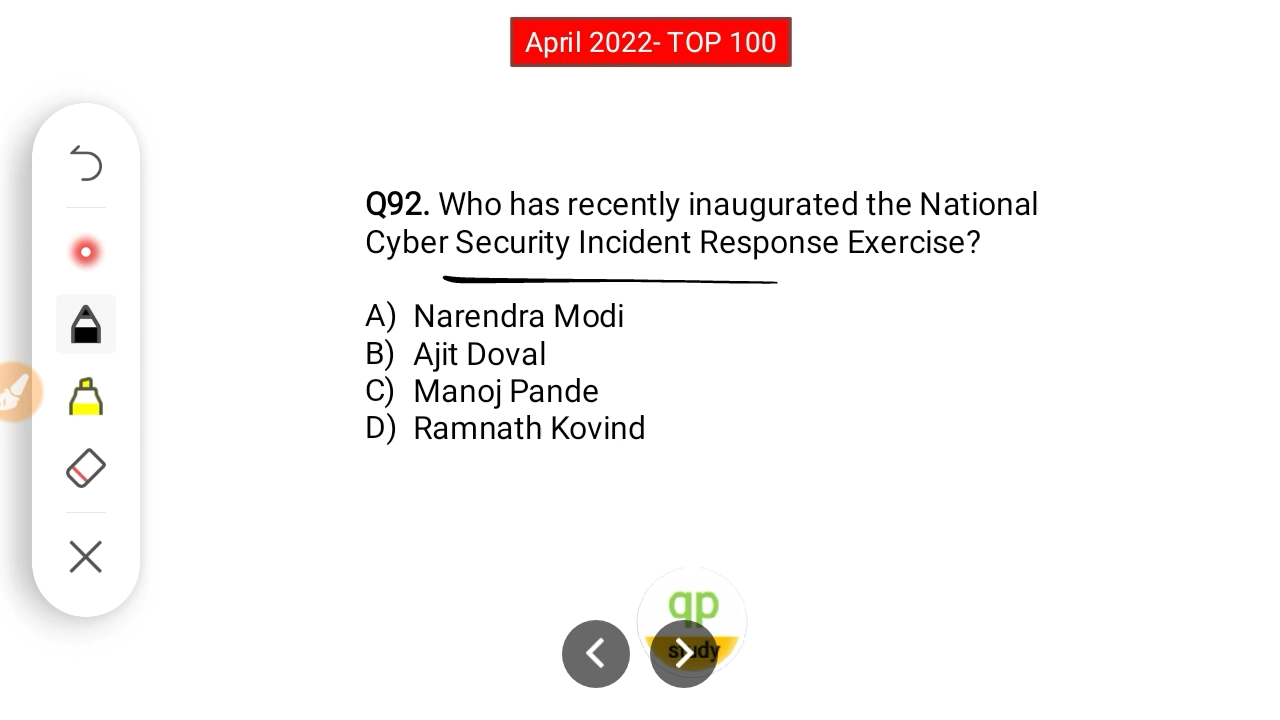 April 2022- TOP 100
Q92. Who has recently inaugurated the National
Cyber Security Incident Response Exercise?
A) Narendra Modi
B) Ajit Doval
C) Manoj Pande
D) Ramnath Kovind
qp
study